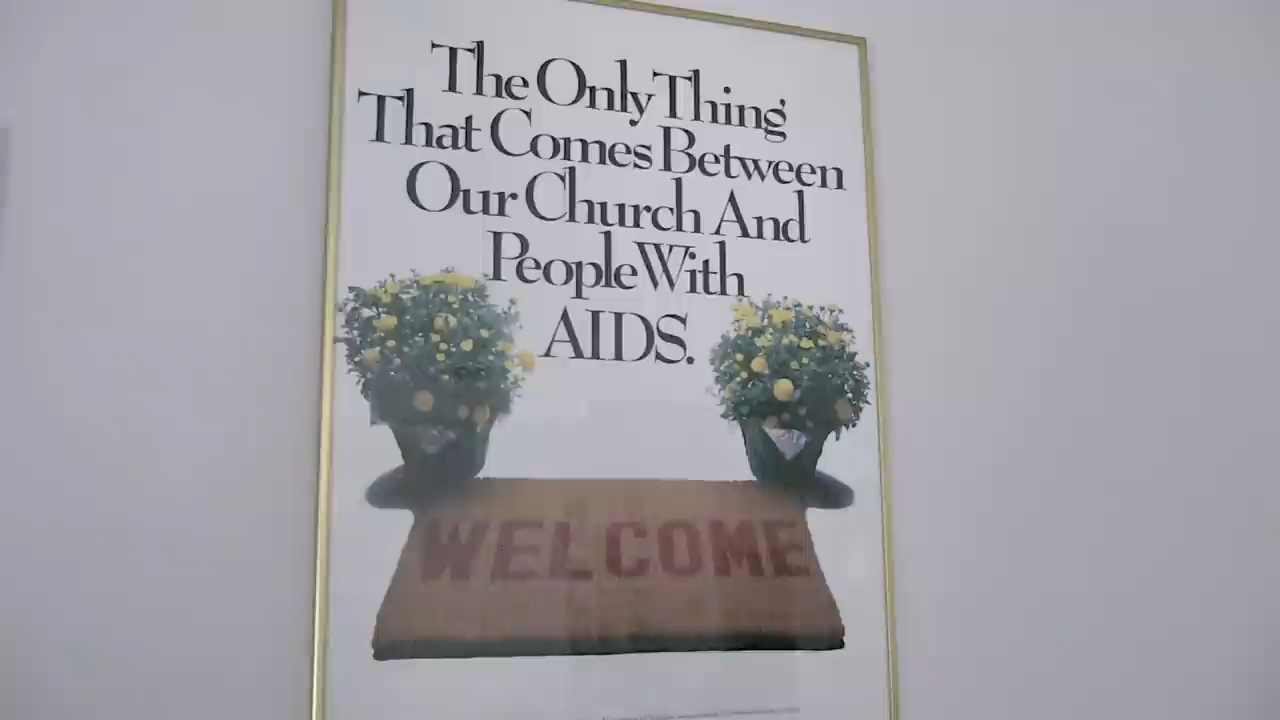 The Only Thing
That Comes Between
Our Church And
People With
AIDS.
WELCOME